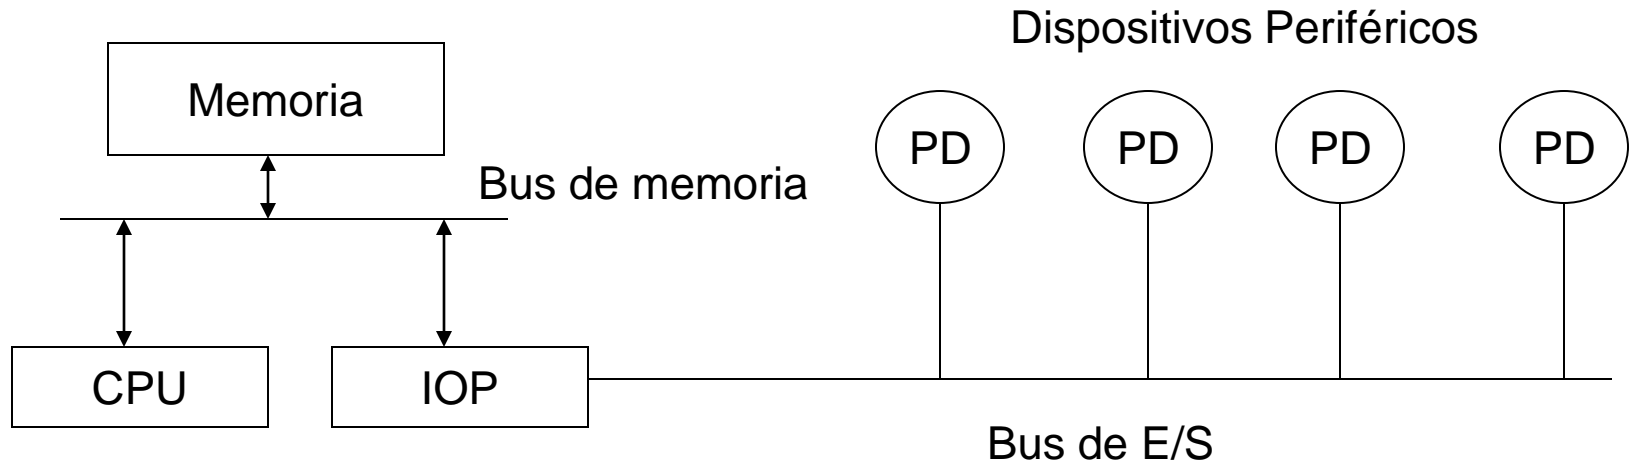 Dispositivos Periféricos
Memoria
PD PD PD PD
Bus de memoria
CPU IOP
Bus de E/S